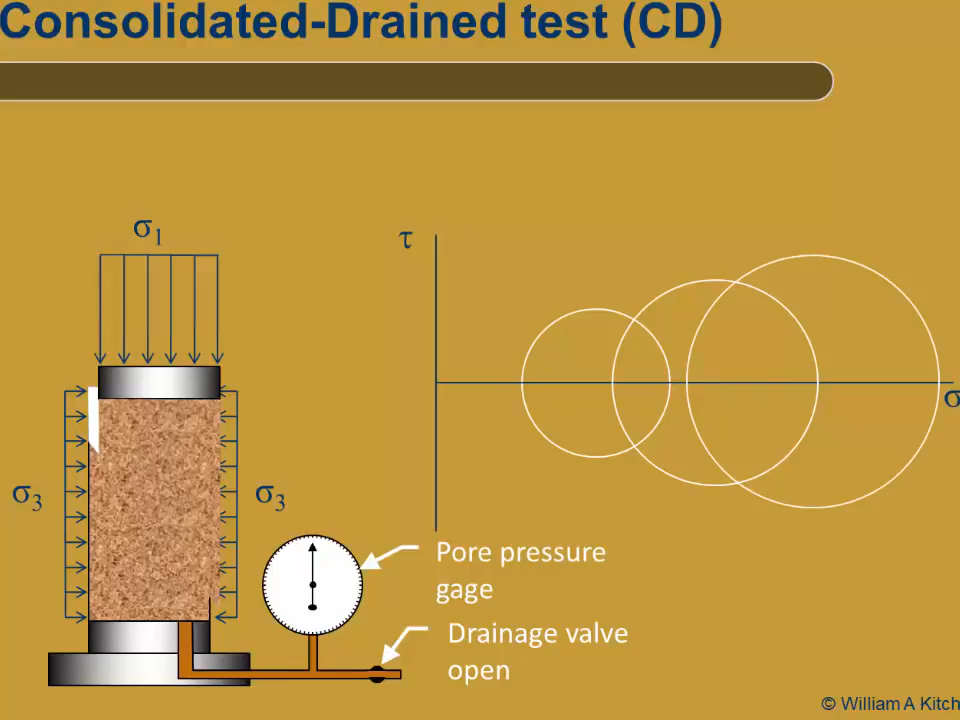 Consolidated-Drained test (CD)
σ1
τ
σ
σ3
σ3
Pore pressure
gage
Drainage valve
open
© William A Kitch